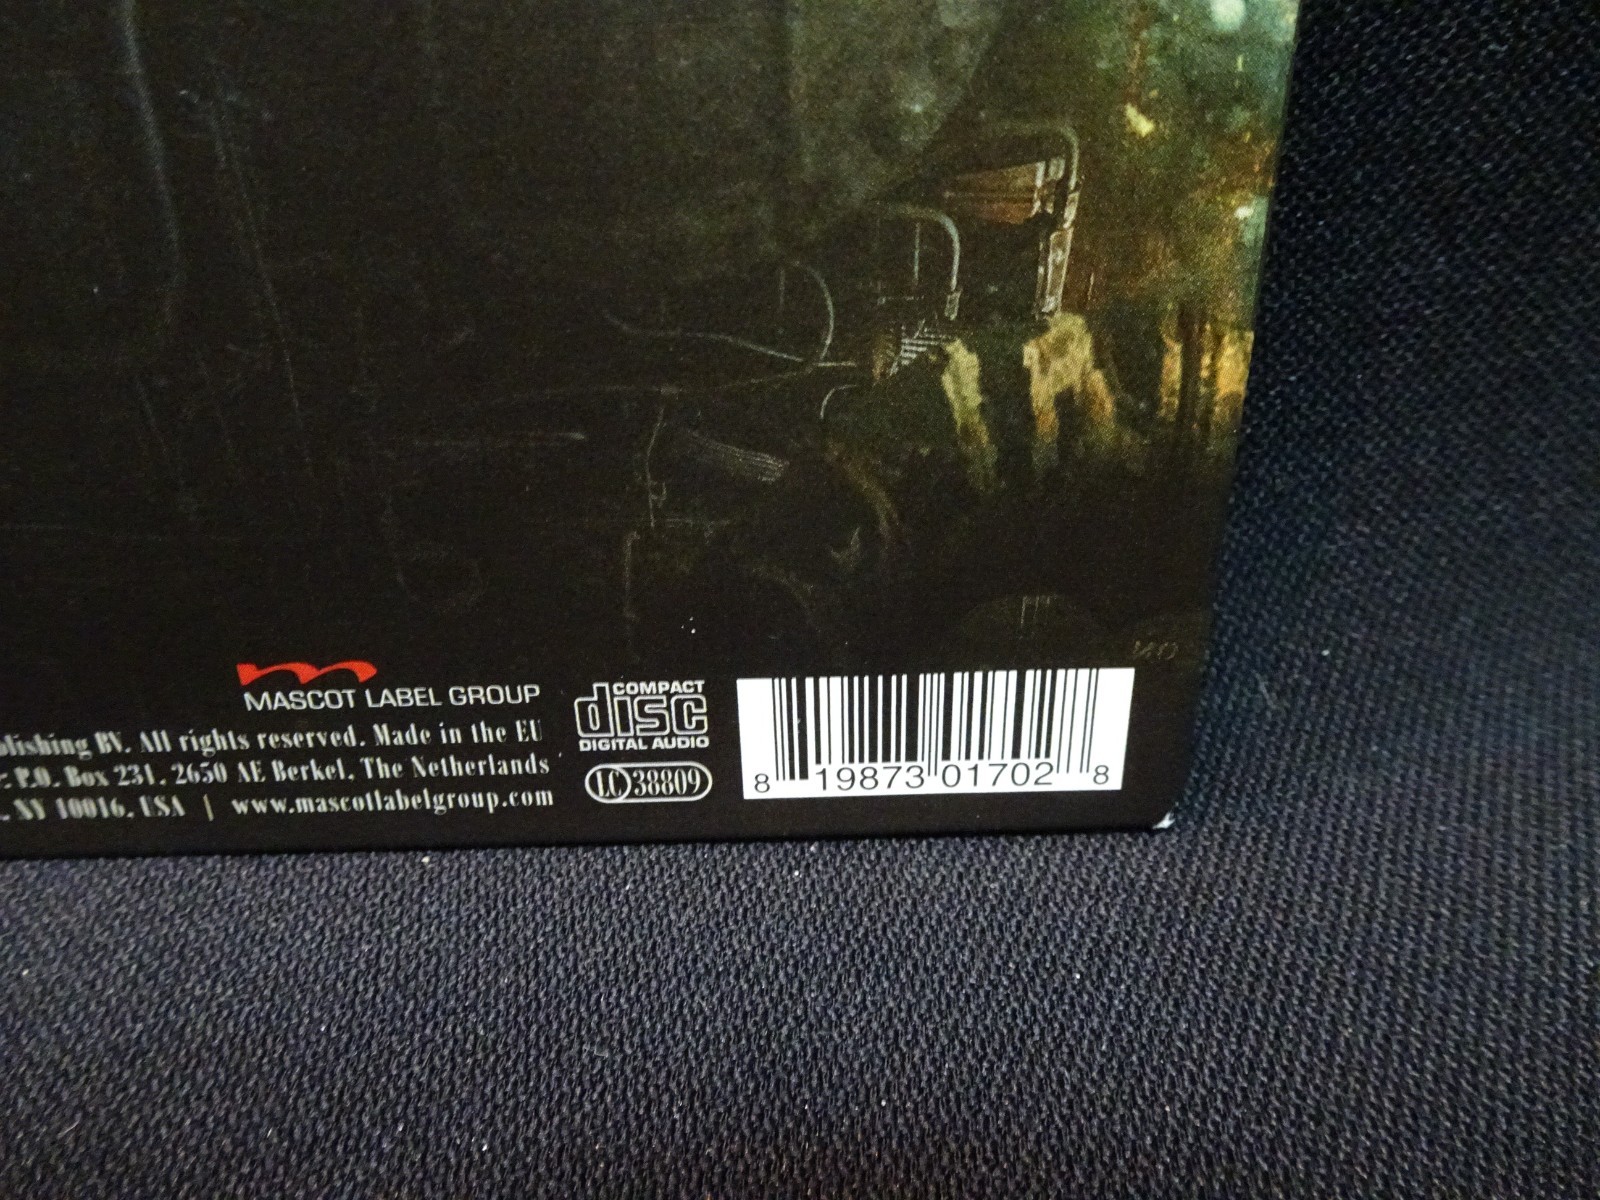 MASCOT LABEL GROUP
blishing BV. All rights reserved. Made in the EU
P.O. Box 231, 2650 AE Berkel, The Netherlands
, NY 10016, USA | www.mascotlabelgroup.com
COMPACT
disc
DIGITAL AUDIO
LC 38809
8 19873 01702 8